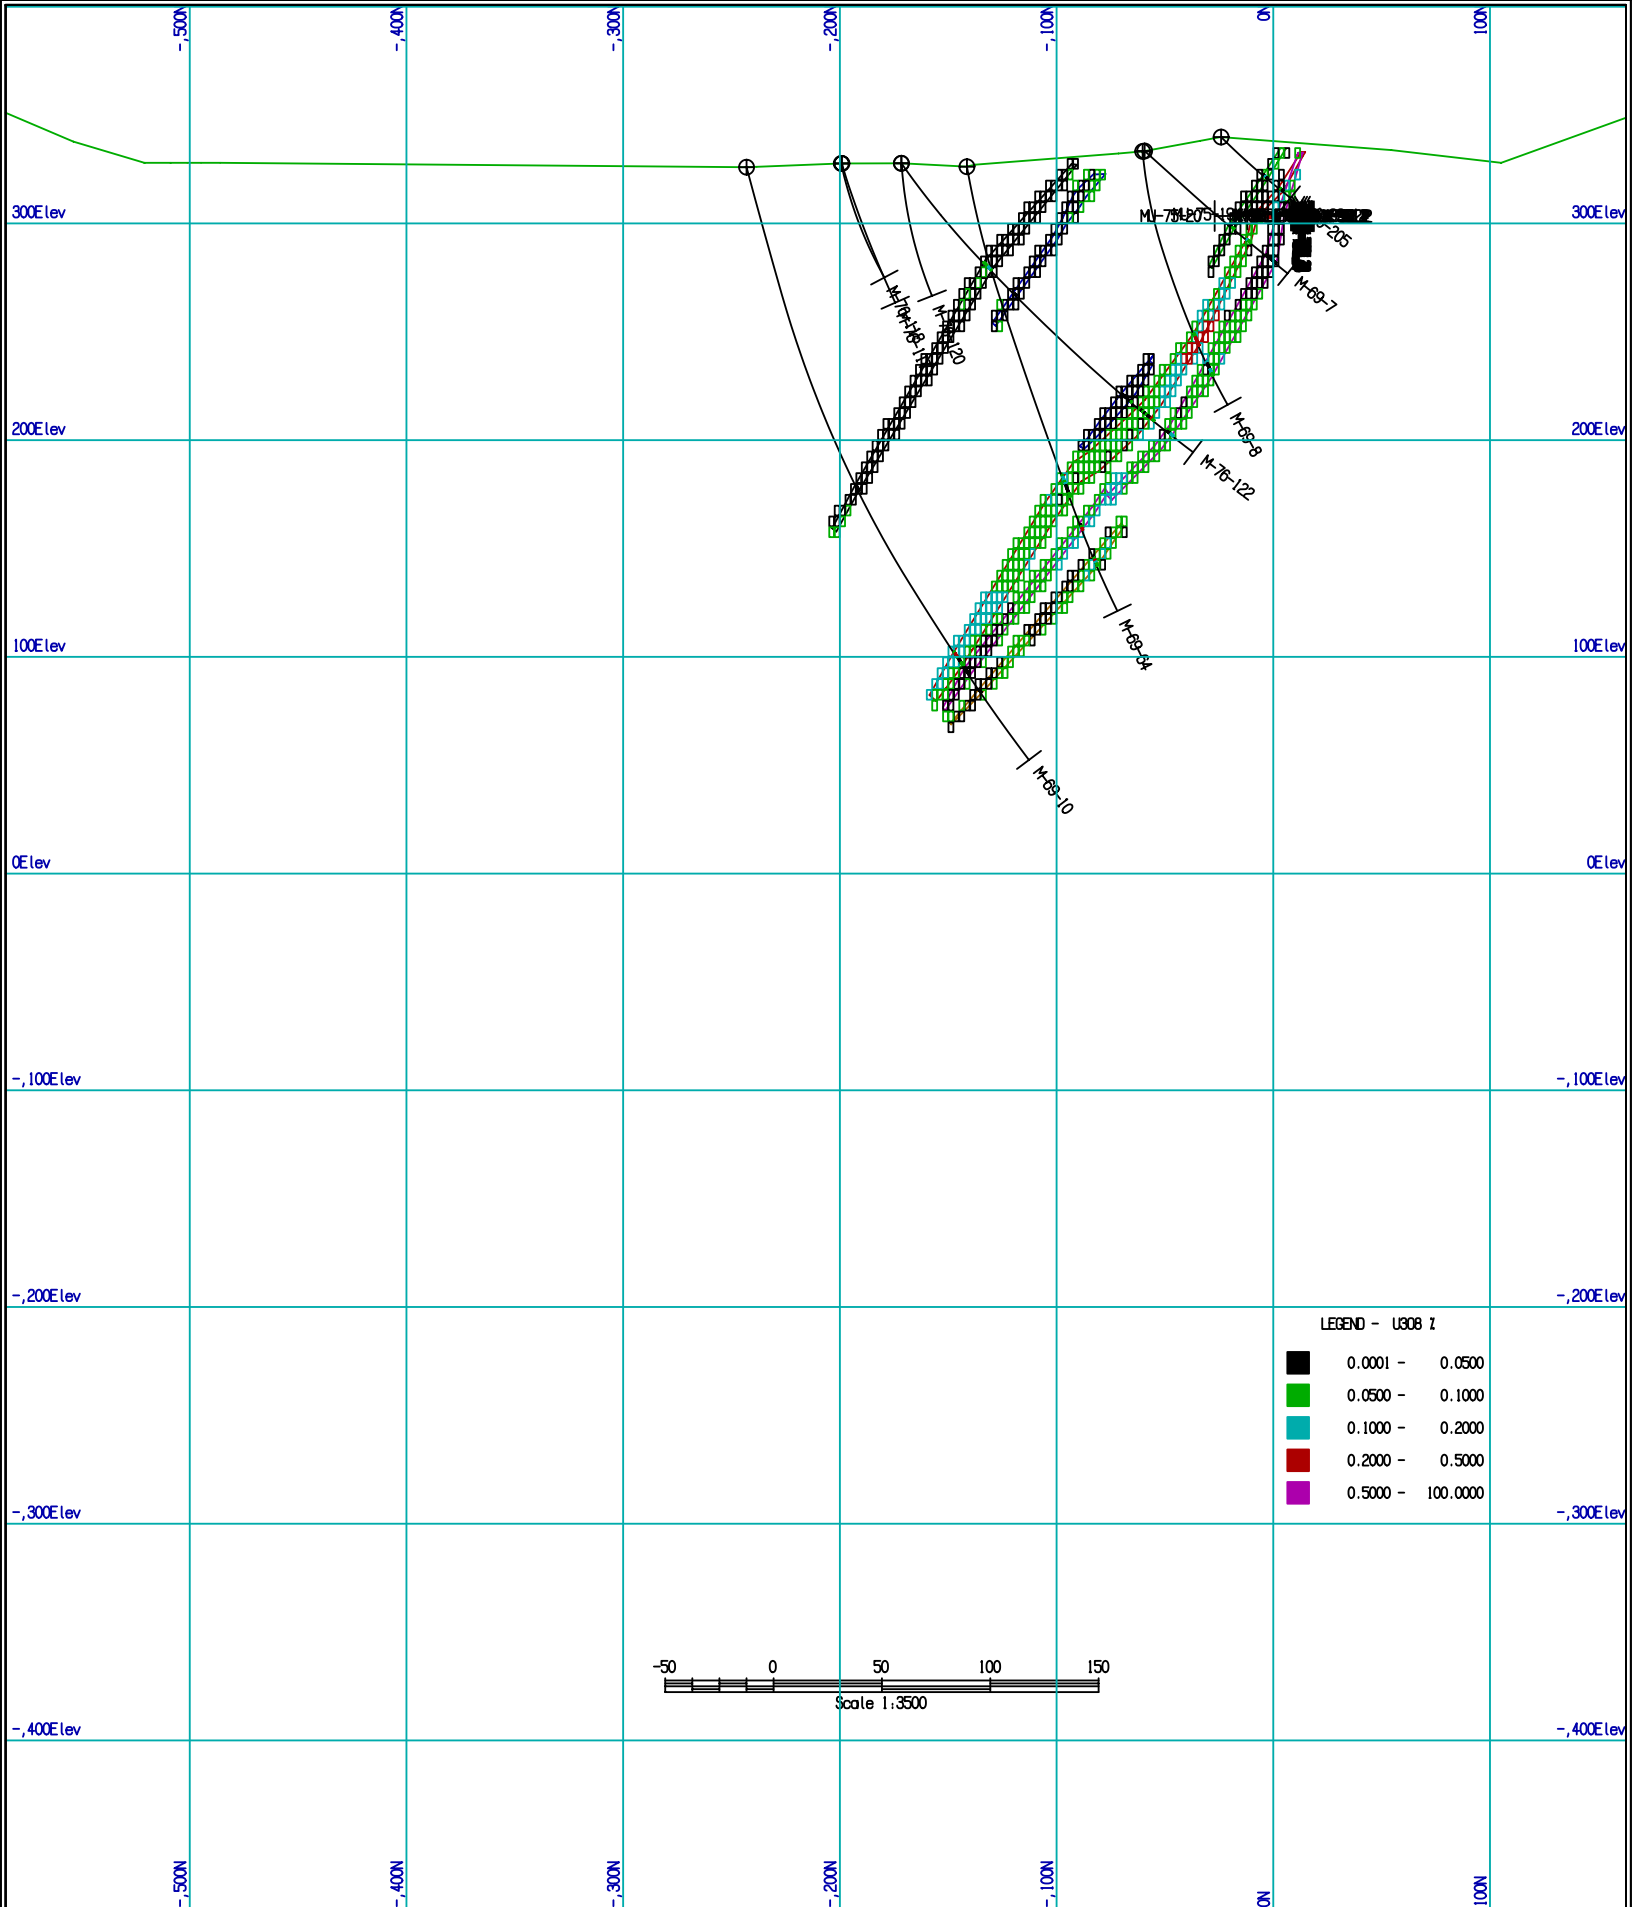 -,500N
-,400N
-,300N
-,200N
-,100N
0N
100N
300Elev
M-69-7
M-69-8
200Elev
200Elev
M-76-122
100Elev
100Elev
M-69-64
M-69-10
0Elev
0Elev
-,100Elev
-,100Elev
-,200Elev
-,200Elev
LEGEND - U308 %
0.0001 - 0.0500
0.0500 - 0.1000
0.1000 - 0.2000
0.2000 - 0.5000
0.5000 - 100.0000
-,300Elev
-,300Elev
-50 0 50 100 150
Scale 1:3500
-,400Elev
-,400Elev
-,500N
-,400N
-,300N
-,200N
-,100N
0N
100N
300Elev